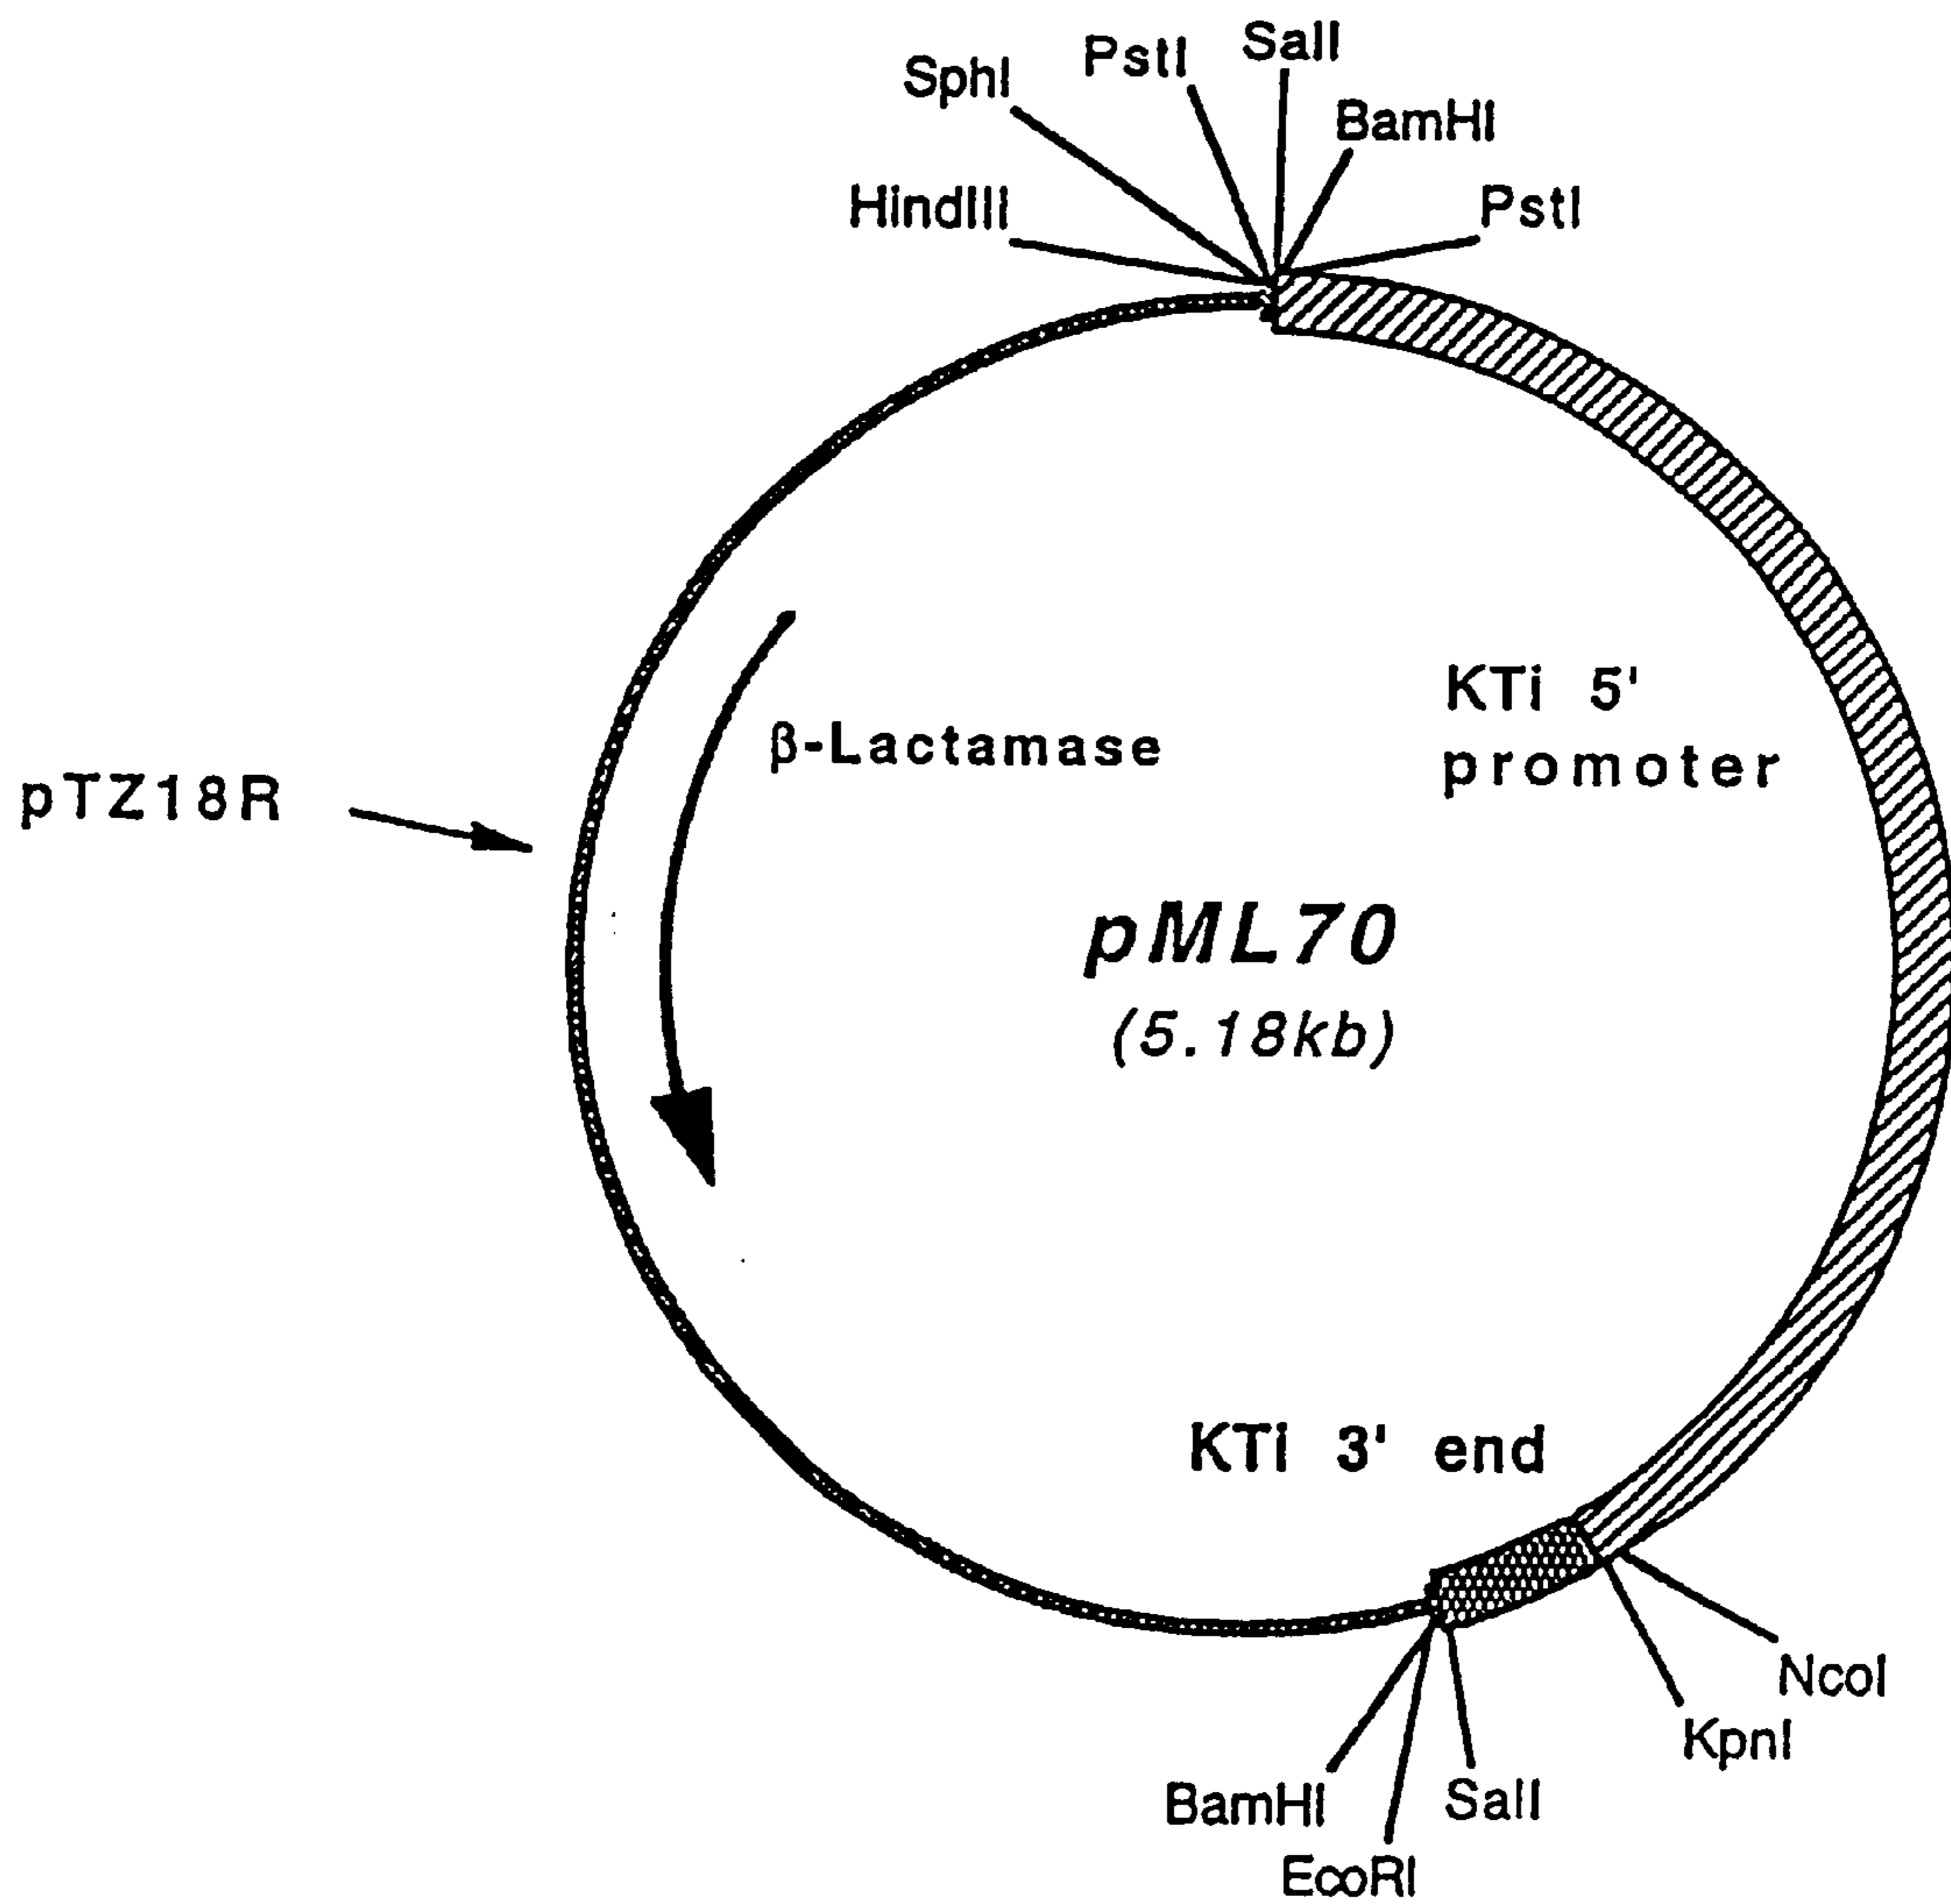 SalI
PstI
SphI
BamHI
HindIII
PstI
KTi 5'
promoter
β-Lactamase
pTZ18R
pML70
(5.18kb)
KTi 3' end
NcoI
KpnI
SalI
BamHI
EcoRI